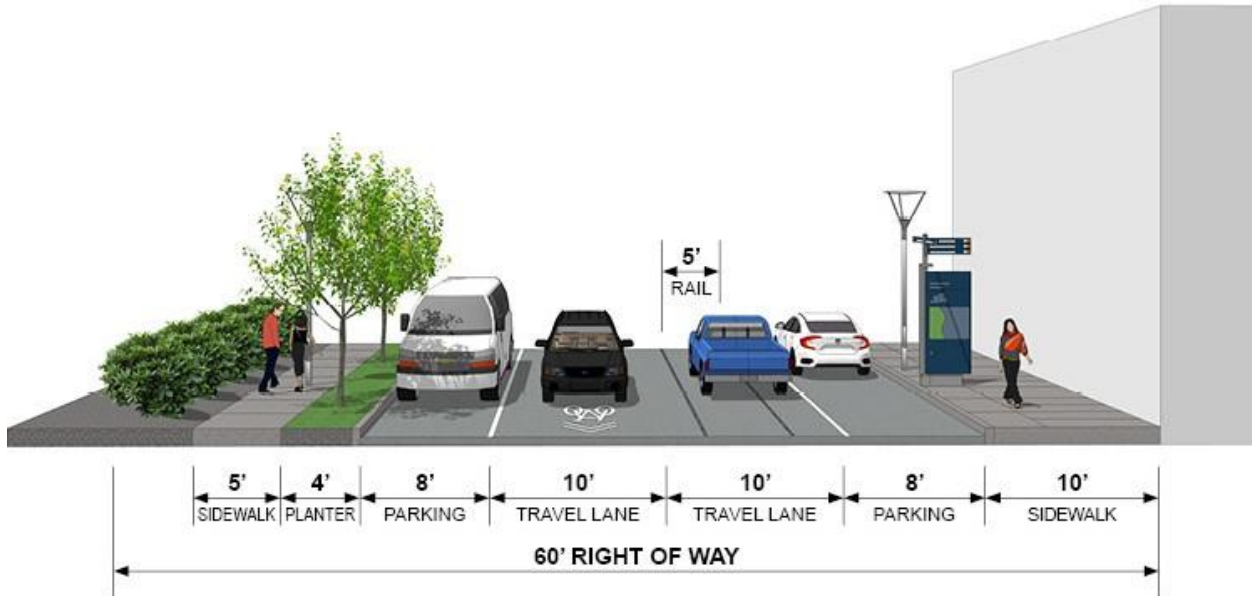 5’
RAIL
5’ 4’ 8’ 10’ 10’ 8’ 10’
SIDEWALK PLANTER PARKING TRAVEL LANE TRAVEL LANE PARKING SIDEWALK
60’ RIGHT OF WAY